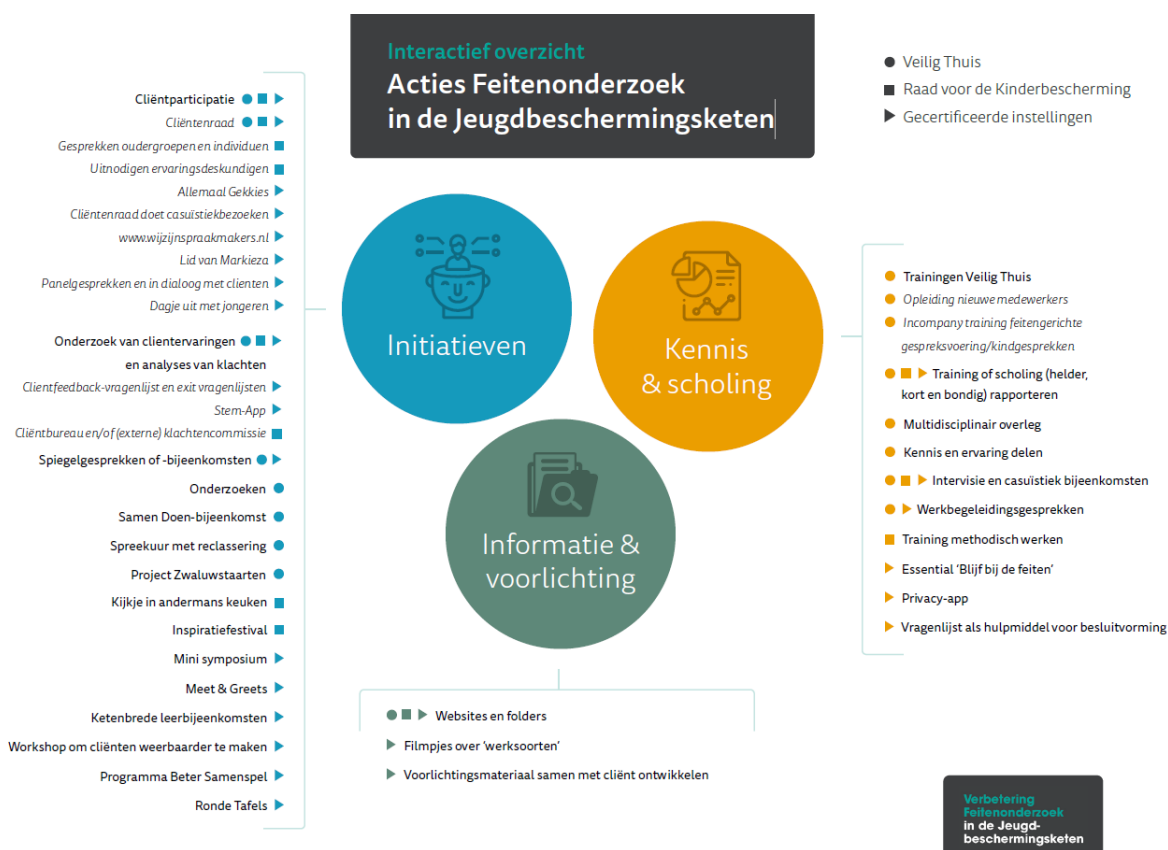 Interactief overzicht
Acties Feitenonderzoek
in de Jeugdbeschermingsketen
Veilig Thuis
Raad voor de Kinderbescherming
Gecertificeerde instellingen
Cliëntparticipatie
Cliëntenraad
Gesprekken oudergroepen en individuen
Uitnodigen ervaringsdeskundigen
Allemaal Gekkies
Cliëntenraad doet casuïstiekbezoeken
www.wijzijnspraakmakers.nl
Lid van Markieza
Panelgesprekken en in dialoog met clienten
Dagje uit met jongeren
Onderzoek van clientervaringen
en analyses van klachten
Clientfeedback-vragenlijst en exit vragenlijsten
Stem-App
Cliëntbureau en/of (externe) klachtencommissie
Spiegelgesprekken of -bijeenkomsten
Onderzoeken
Samen Doen-bijeenkomst
Spreekuur met reclassering
Project Zwaluwstaarten
Kijkje in andermans keuken
Inspiratiefestival
Mini symposium
Meet & Greets
Ketenbrede leerbijeenkomsten
Workshop om cliënten weerbaarder te maken
Programma Beter Samenspel
Ronde Tafels
Initiatieven
Kennis
& scholing
Informatie &
voorlichting
Trainingen Veilig Thuis
Opleiding nieuwe medewerkers
Incompany training feitengerichte
gespreksvoering/kindgesprekken
Training of scholing (helder,
kort en bondig) rapporteren
Multidisciplinair overleg
Kennis en ervaring delen
Intervisie en casuïstiek bijeenkomsten
Werkbegeleidingsgesprekken
Training methodisch werken
Essential ‘Blijf bij de feiten’
Privacy-app
Vragenlijst als hulpmiddel voor besluitvorming
Websites en folders
Filmpjes over ‘werksoorten’
Voorlichtingsmateriaal samen met cliënt ontwikkelen
Verbetering
Feitenonderzoek
in de Jeugd-
beschermingsketen